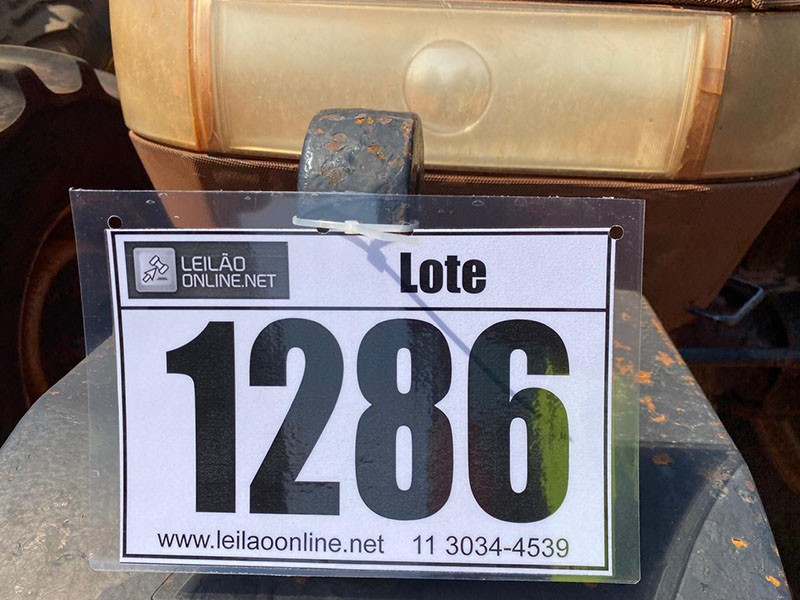 LEILÃO
ONLINE.NET
Lote
1286
www.leilaoonline.net 11 3034-4539